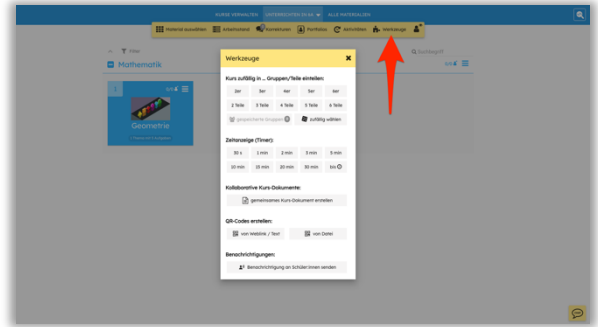 KURSE VERWALTEN UNTERRICHTEN ALLE MATERIALIEN
Material auswählen Arbeitsstand Korrekturen Portfolios Activitäten Werkzeuge
Filter Suchbegriff
Mathematik
1
Geometrie
Werkzeuge
Kurs zufällig in ... Gruppen/Teile einteilen:
2er 3er 4er 5er 6er
2 Teile 3 Teile 4 Teile 5 Teile 6 Teile
gespeicherte Gruppen zufällig wählen
Zeitanzeige (Timer):
30 s 1 min 2 min 3 min 5 min
10 min 15 min 20 min 30 min bis
Kollaborative Kurs-Dokumente:
gemeinsames Kurs-Dokument erstellen
QR-Codes erstellen:
von Weblink / Text von Datei
Benachrichtigungen:
Benachrichtigung an Schüler:innen senden